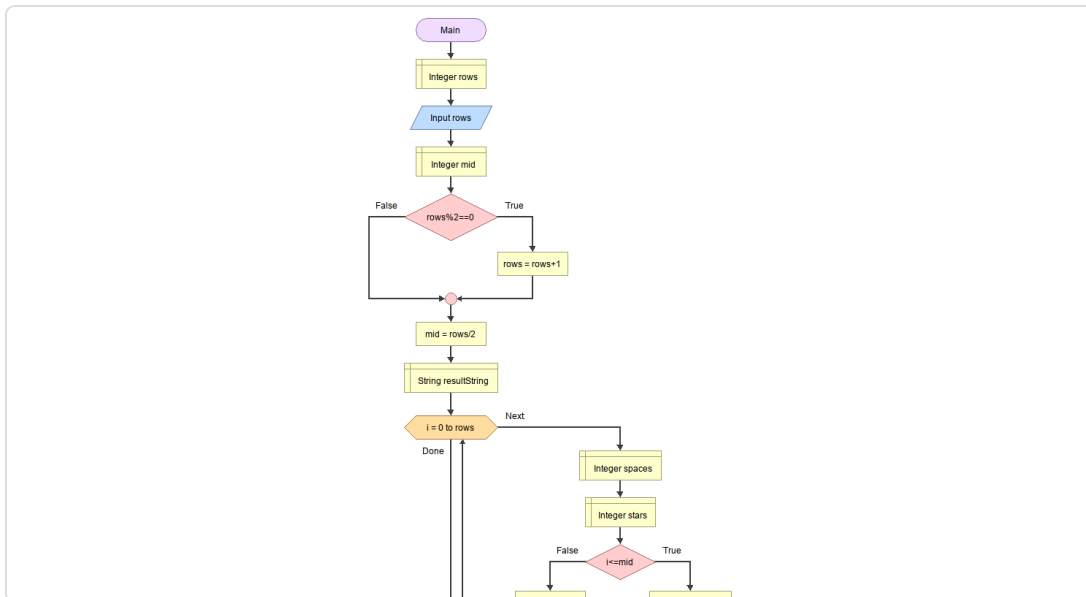 Main
Integer rows
Input rows
Integer mid
False
True
rows%2==0
rows = rows+1
mid = rows/2
String resultString
Next
i = 0 to rows
Done
Integer spaces
Integer stars
False
True
i<=mid